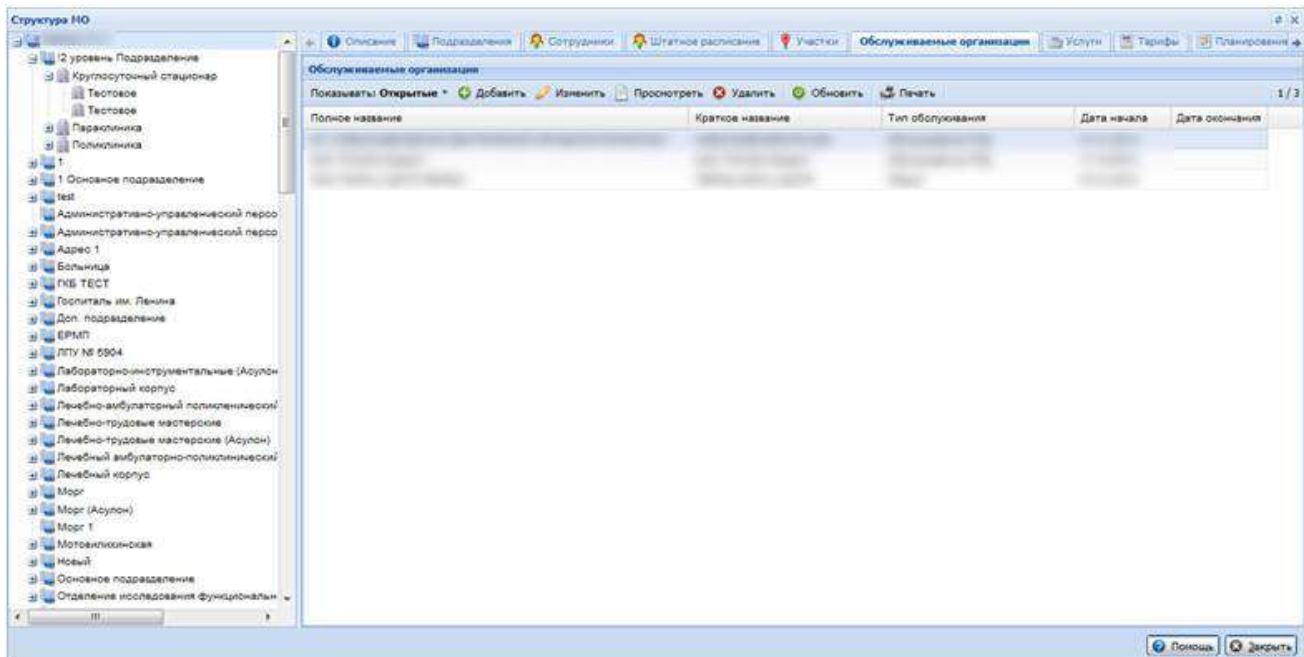 Структура МО
Описание Подразделения Сотрудники Штатное расписание Участки Обслуживаемые организации Услуги Тарифы Планирование
Обслуживаемые организации
Показывать: Открытые Добавить Изменить Просмотреть Удалить Обновить Печать 1 / 3
Полное название Краткое название Тип обслуживания Дата начала Дата окончания
!2 уровень Подразделение
Круглосуточный стационар
Тестовое
Тестовое
Параклиника
Поликлиника
1
1 Основное подразделение
test
Административно-управленческий персо
Административно-управленческий персо
Адрес 1
Больница
ГКБ ТЕСТ
Госпиталь им. Ленина
Доп. подразделение
ЕРМП
ЛПУ № 5904
Лабораторно-инструментальные (Асулон
Лабораторный корпус
Лечебно-амбулаторный поликленический
Лечебно-трудовые мастерские
Лечебно-трудовые мастерские (Асулон)
Лечебный амбулаторно-поликлинический
Лечебный корпус
Морг
Морг (Асулон)
Морг 1
Мотовилихинская
Новый
Основное подразделение
Отделение исследования функциональн
Помощь Закрыть